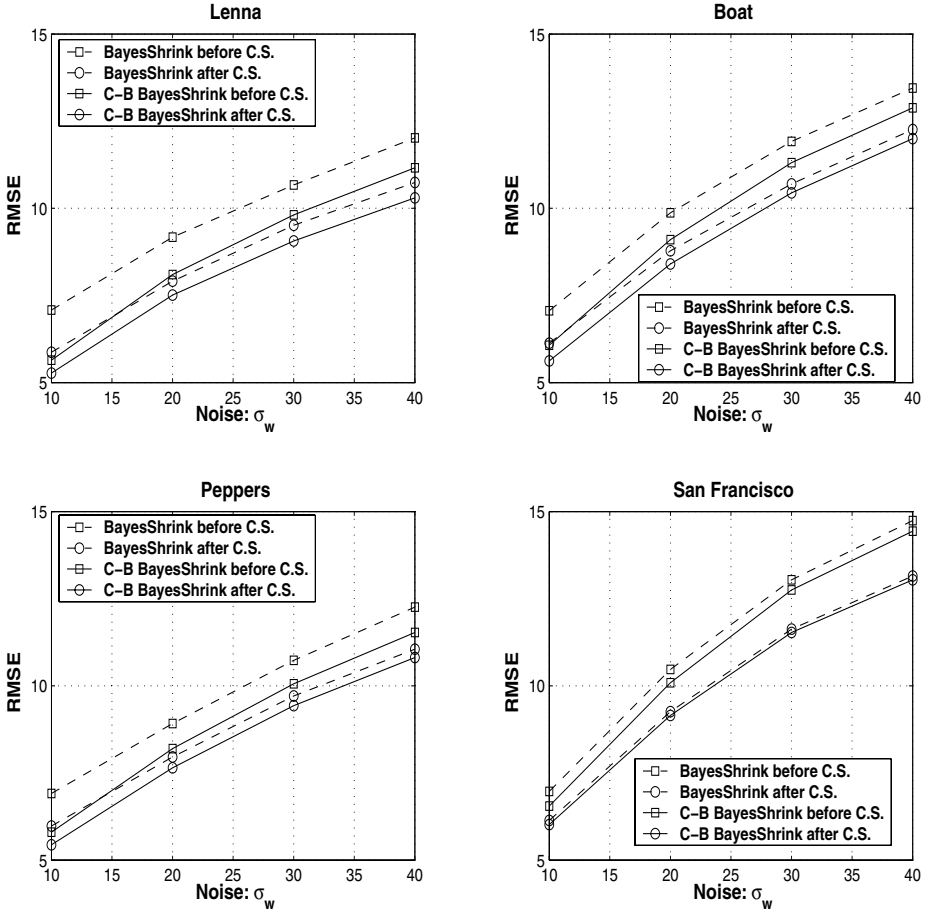 Lenna
15
BayesShrink before C.S.
BayesShrink after C.S.
C−B BayesShrink before C.S.
C−B BayesShrink after C.S.
10
RMSE
5
10 15 20 25 30 35 40
Noise: σw
Boat
15
10
RMSE
BayesShrink before C.S.
BayesShrink after C.S.
C−B BayesShrink before C.S.
C−B BayesShrink after C.S.
5
10 15 20 25 30 35 40
Noise: σw
Peppers
15
BayesShrink before C.S.
BayesShrink after C.S.
C−B BayesShrink before C.S.
C−B BayesShrink after C.S.
10
RMSE
5
10 15 20 25 30 35 40
Noise: σw
San Francisco
15
10
RMSE
BayesShrink before C.S.
BayesShrink after C.S.
C−B BayesShrink before C.S.
C−B BayesShrink after C.S.
5
10 15 20 25 30 35 40
Noise: σw